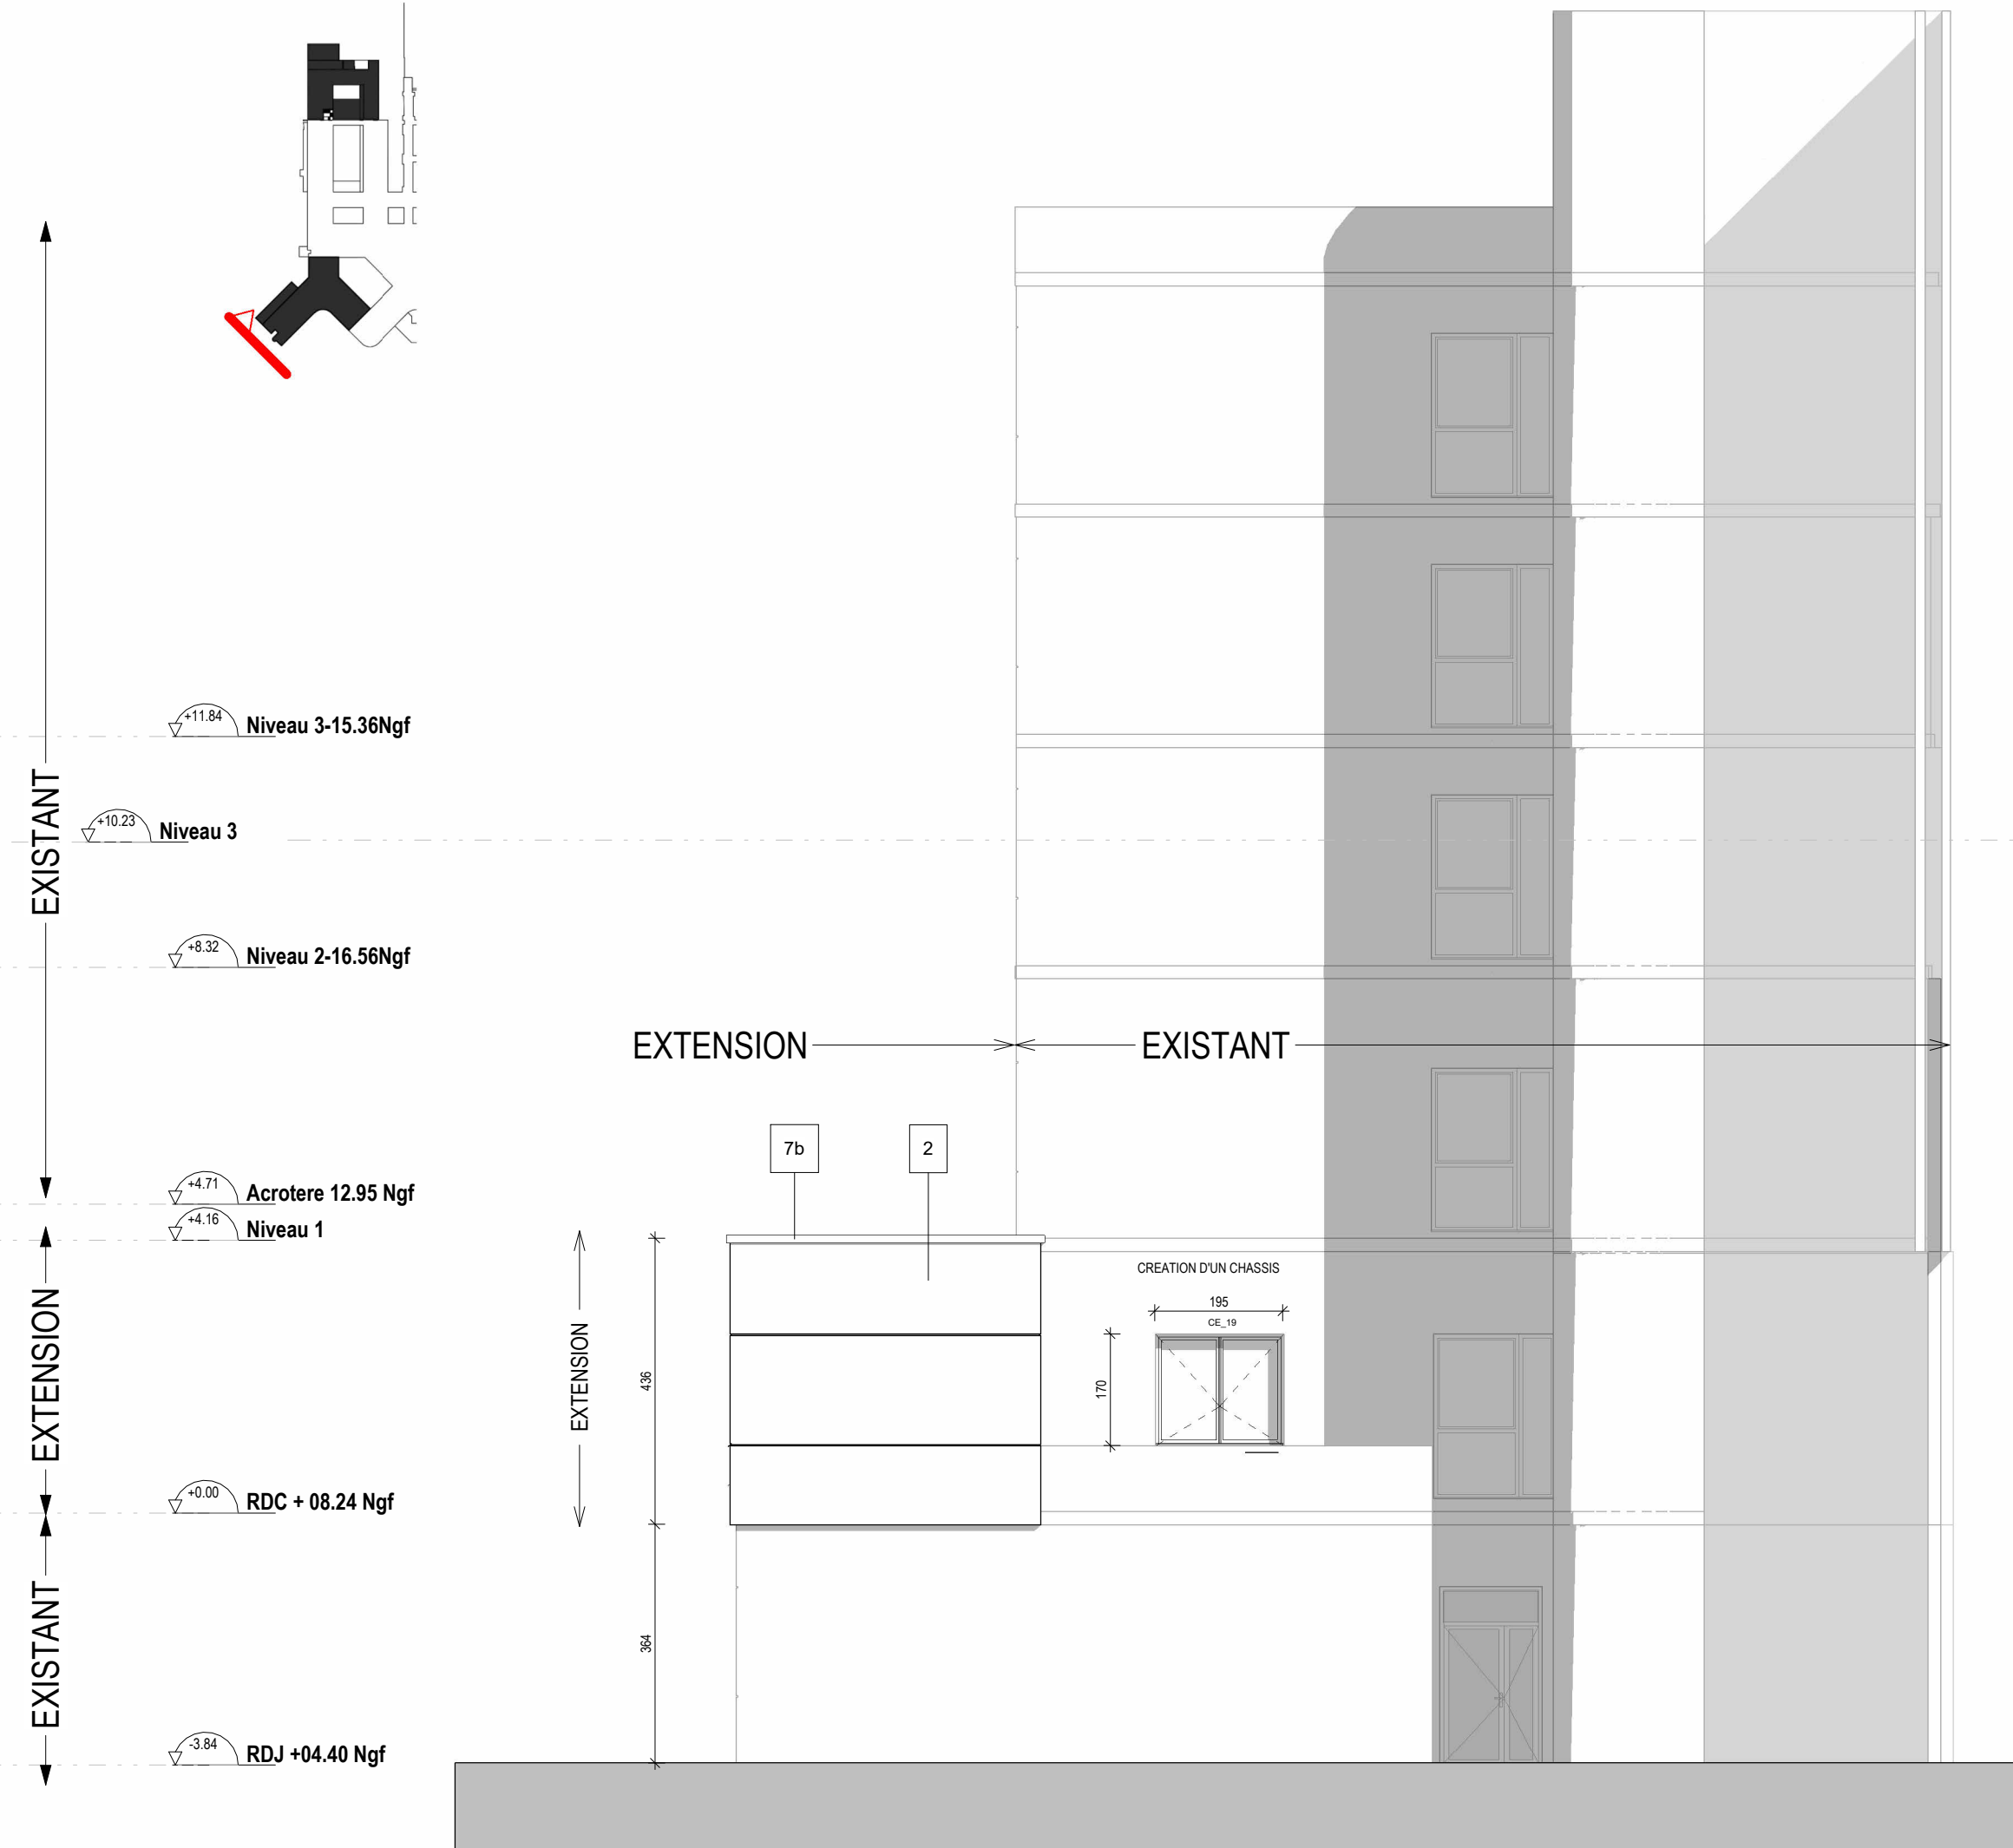 +11.84 Niveau 3-15.36Ngf
+10.23 Niveau 3
EXISTANT
+8.32 Niveau 2-16.56Ngf
EXTENSION
EXISTANT
7b
2
+4.71 Acrotere 12.95 Ngf
+4.16 Niveau 1
CREATION D'UN CHASSIS
195
CE_19
EXTENSION
EXTENSION
436
170
+0.00 RDC + 08.24 Ngf
EXISTANT
364
-3.84 RDJ +04.40 Ngf